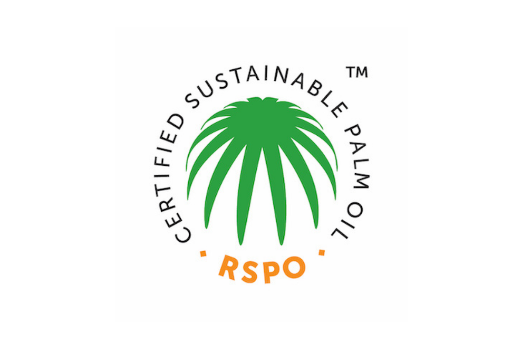 CERTIFIED SUSTAINABLE PALM OIL
TM
· RSPO ·